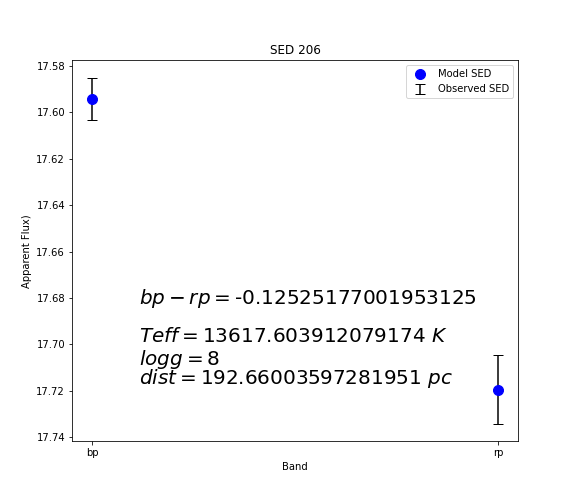 SED 206
17.58
17.60
17.62
17.64
17.66
17.68
17.70
17.72
17.74
Apparent Flux)
Model SED
Observed SED
bp − rp = -0.12525177001953125
Teff = 13617.603912079174 K
logg = 8
dist = 192.66003597281951 pc
bp
rp
Band